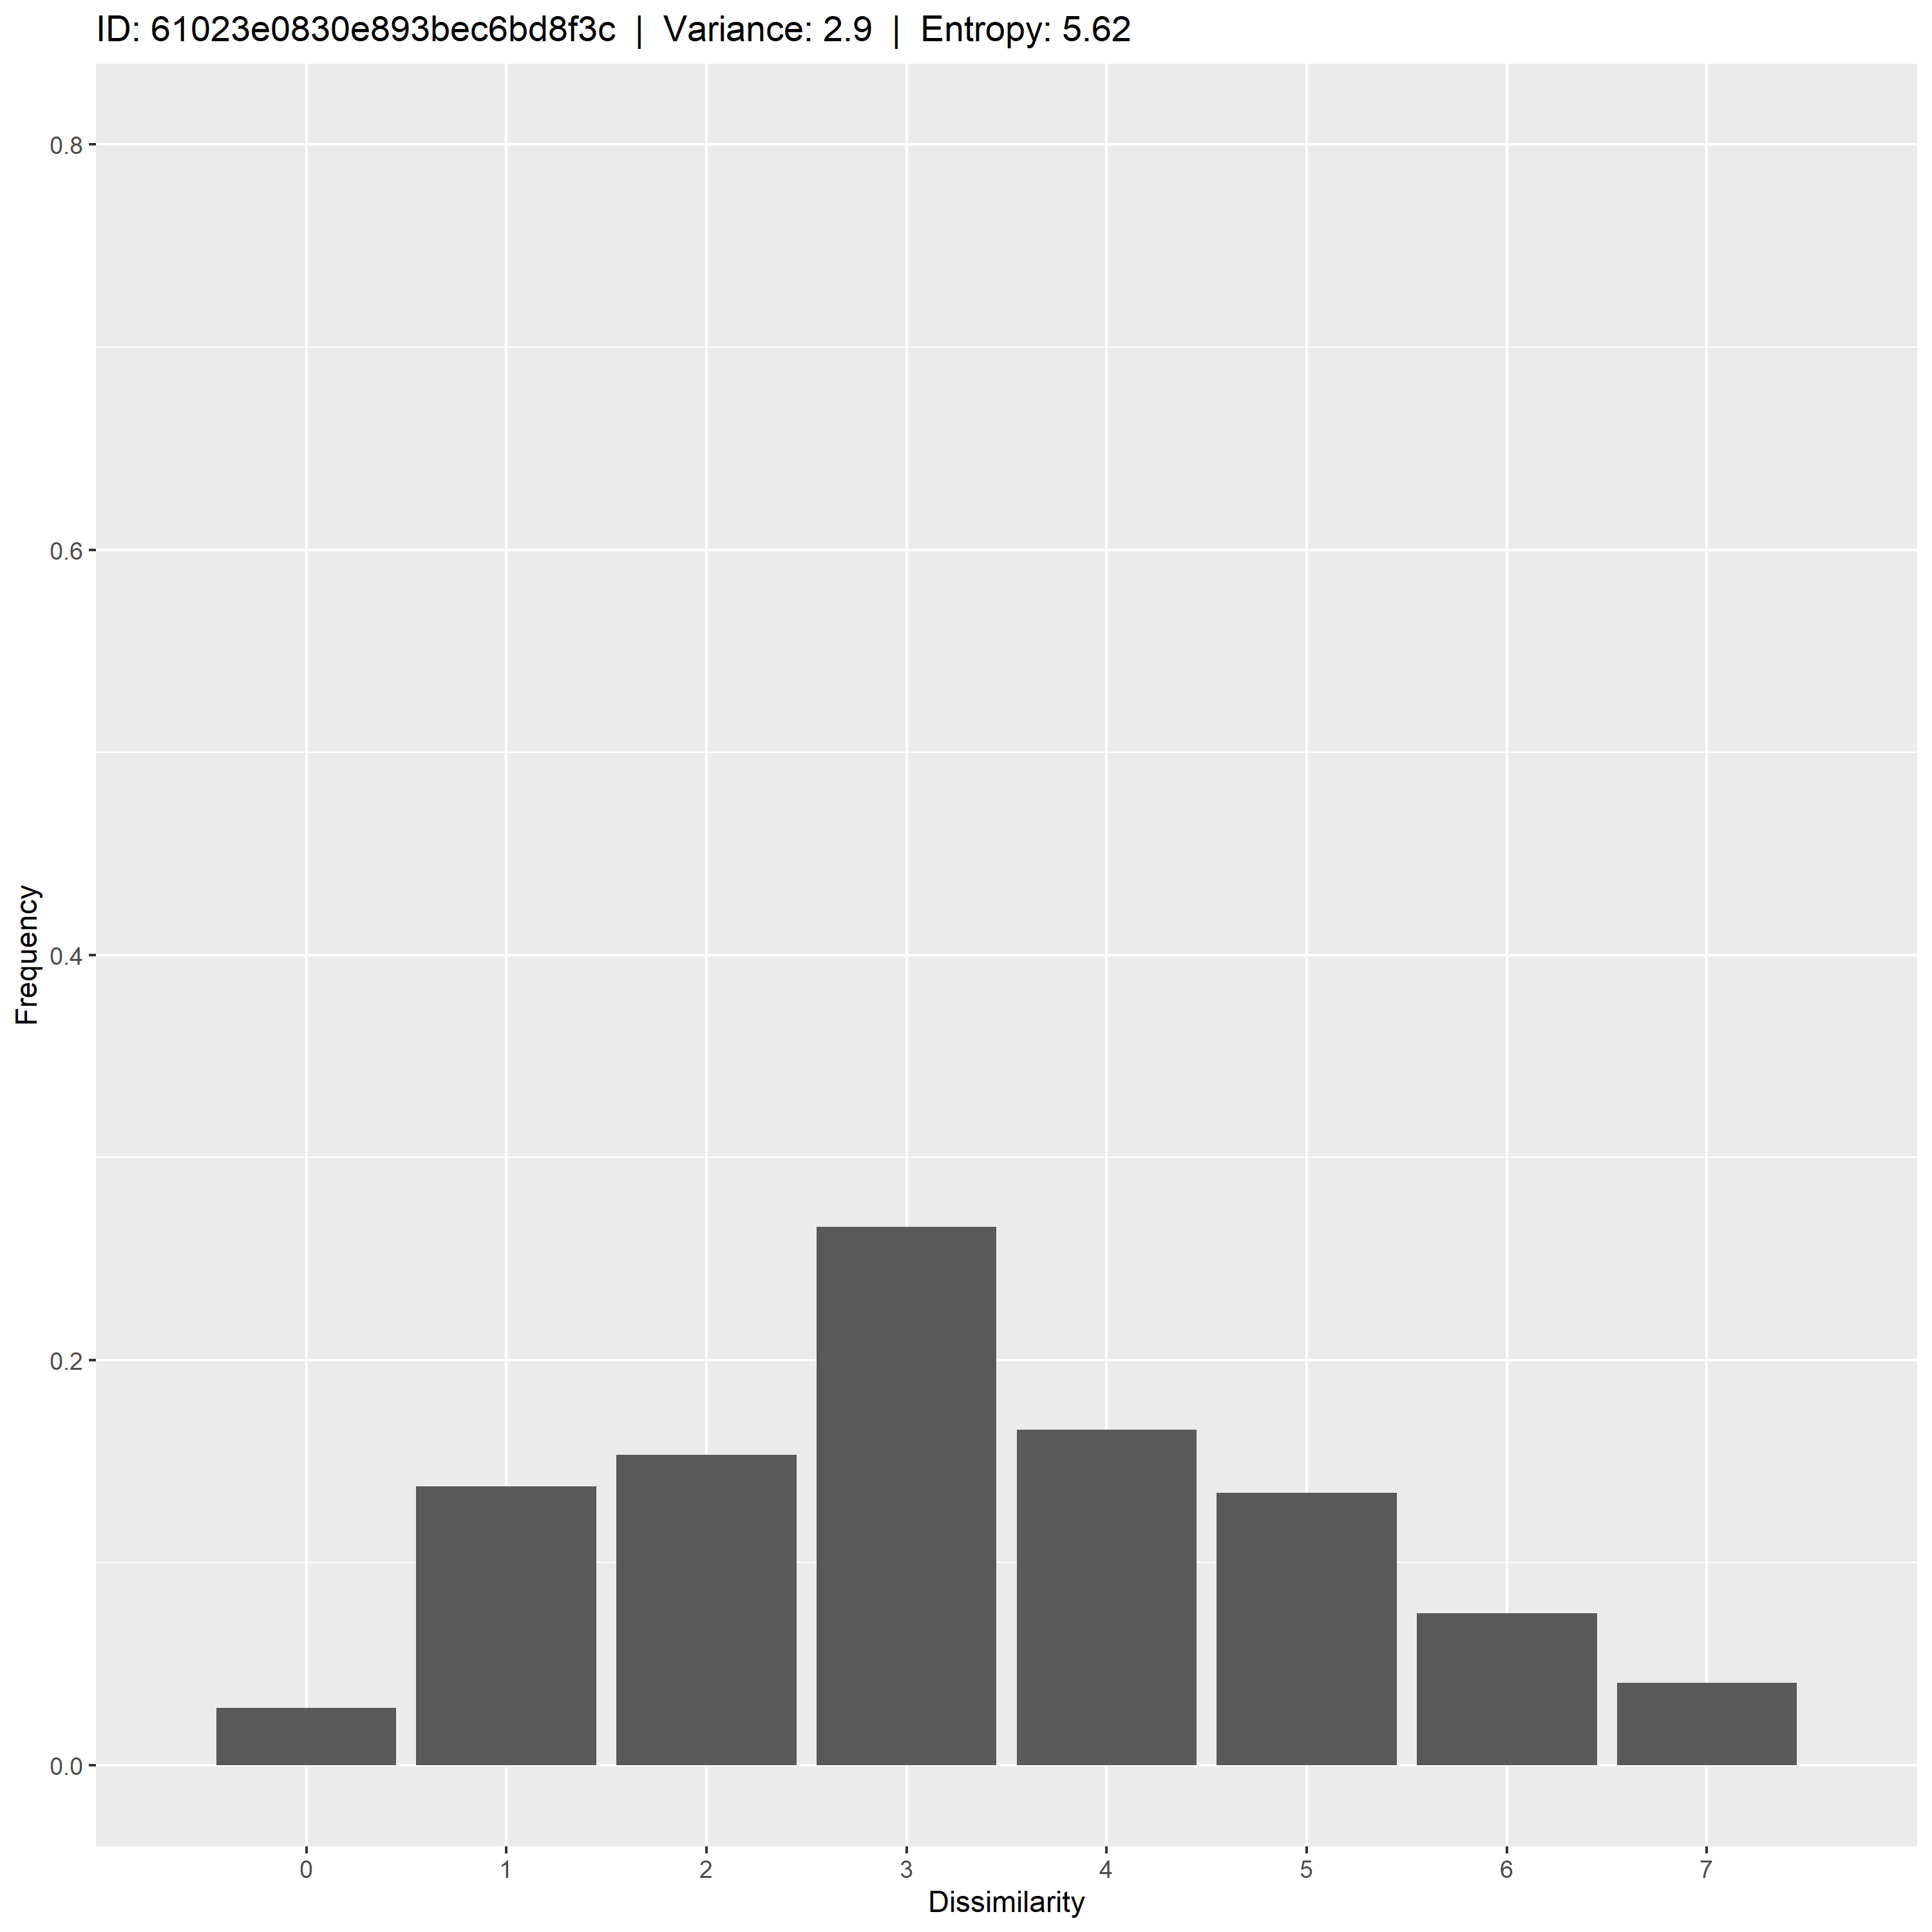 ID: 61023e0830e893bec6bd8f3c | Variance: 2.9 | Entropy: 5.62
0.8
0.6
0.4
0.2
0.0
Frequency
0 1 2 3 4 5 6 7
Dissimilarity